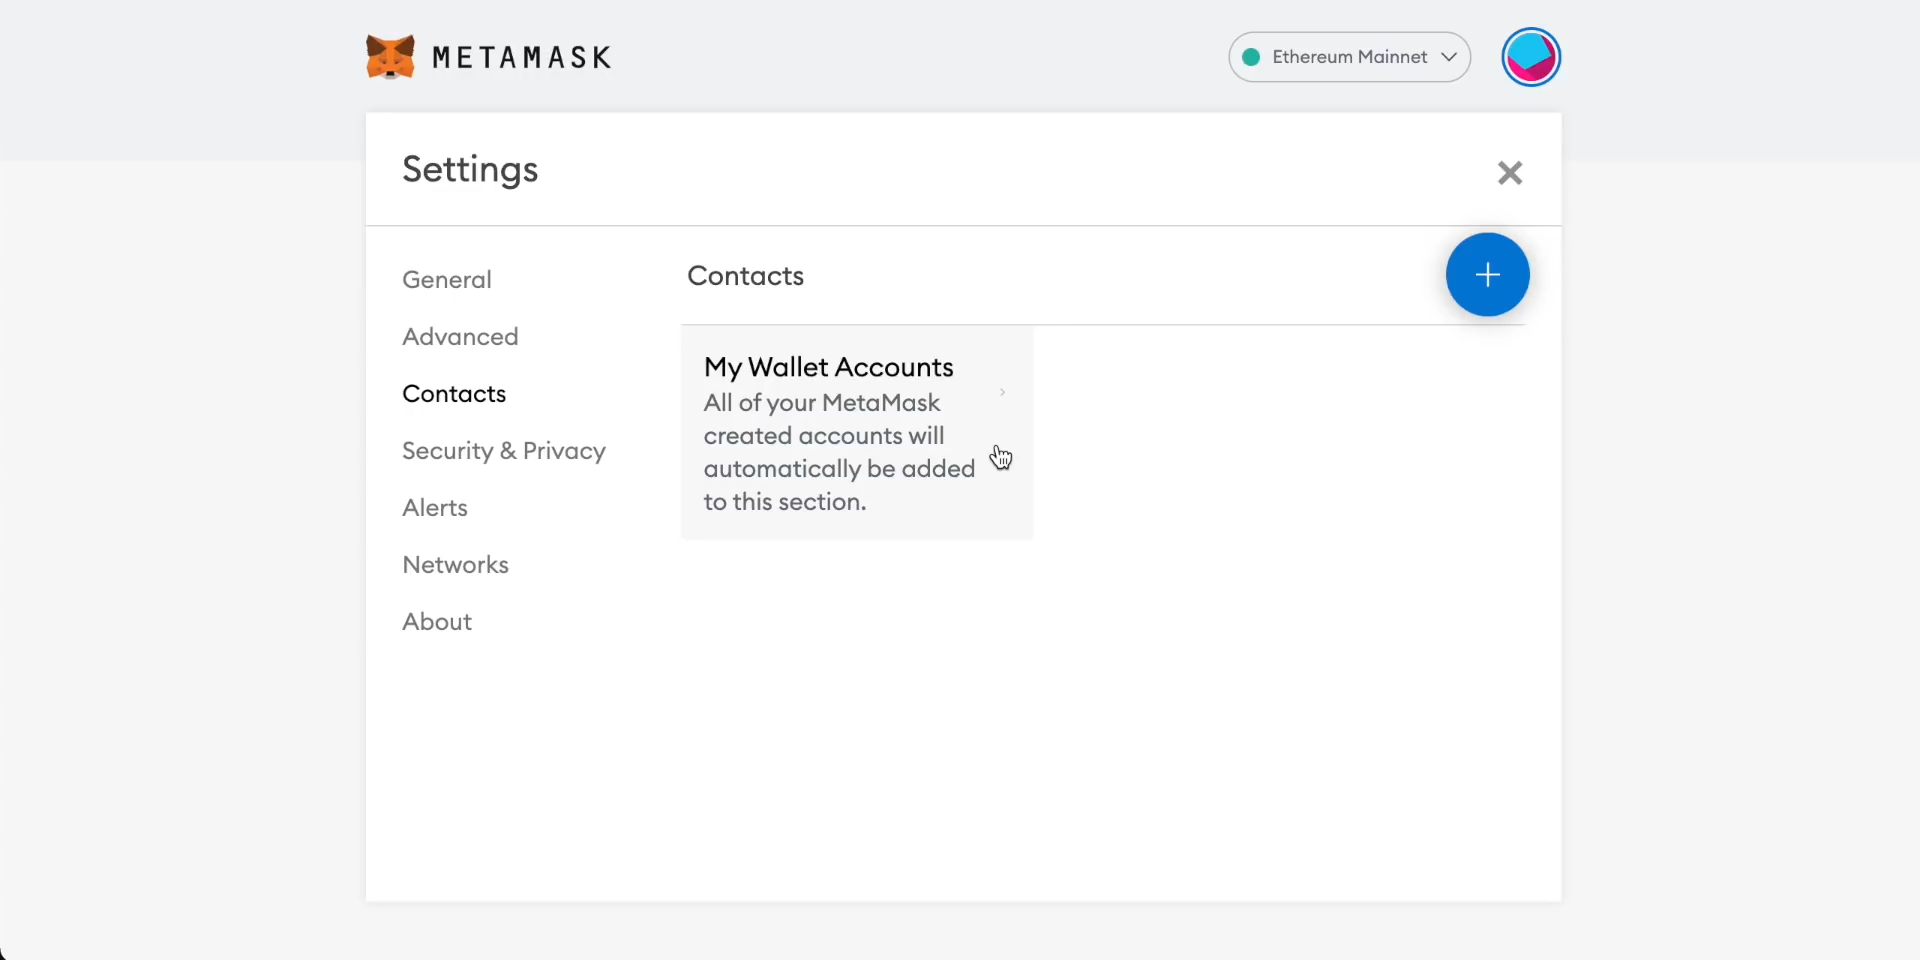 METAMASK
Ethereum Mainnet
Settings
General
Advanced
Contacts
Security & Privacy
Alerts
Networks
About
Contacts
My Wallet Accounts
All of your MetaMask
created accounts will
automatically be added
to this section.